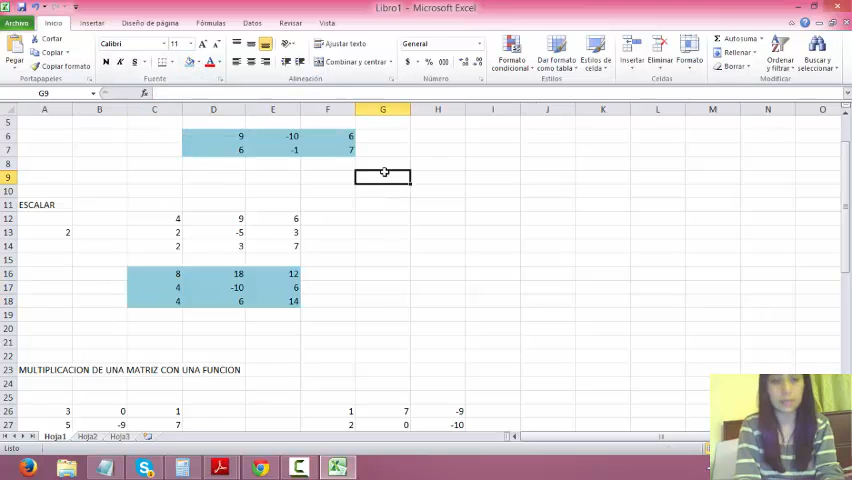 Libro1 - Microsoft Excel
Archivo Inicio Insertar Diseño de página Fórmulas Datos Revisar Vista
Pegar Cortar Copiar Copiar formato Portapapeles
Calibri 11 N K S A Fuente
Ajustar texto Combinar y centrar Alineación
General $ % 000 Número
Formato condicional Dar formato como tabla Estilos de celda Estilos
Insertar Eliminar Formato Celdas
Autosuma Rellenar Borrar Ordenar y filtrar Buscar y seleccionar Modificar
G9 fx
A B C D E F G H I J K L M N O
5
6 9 -10 6
7 6 -1 7
8
9
10
11 ESCALAR
12 4 9 6
13 2 2 -5 3
14 2 3 7
15
16 8 18 12
17 4 -10 6
18 4 6 14
19
20
21
22
23 MULTIPLICACION DE UNA MATRIZ CON UNA FUNCION
24
25
26 3 0 1 1 7 -9
27 5 -9 7 2 0 -10
Hoja1 Hoja2 Hoja3
Listo